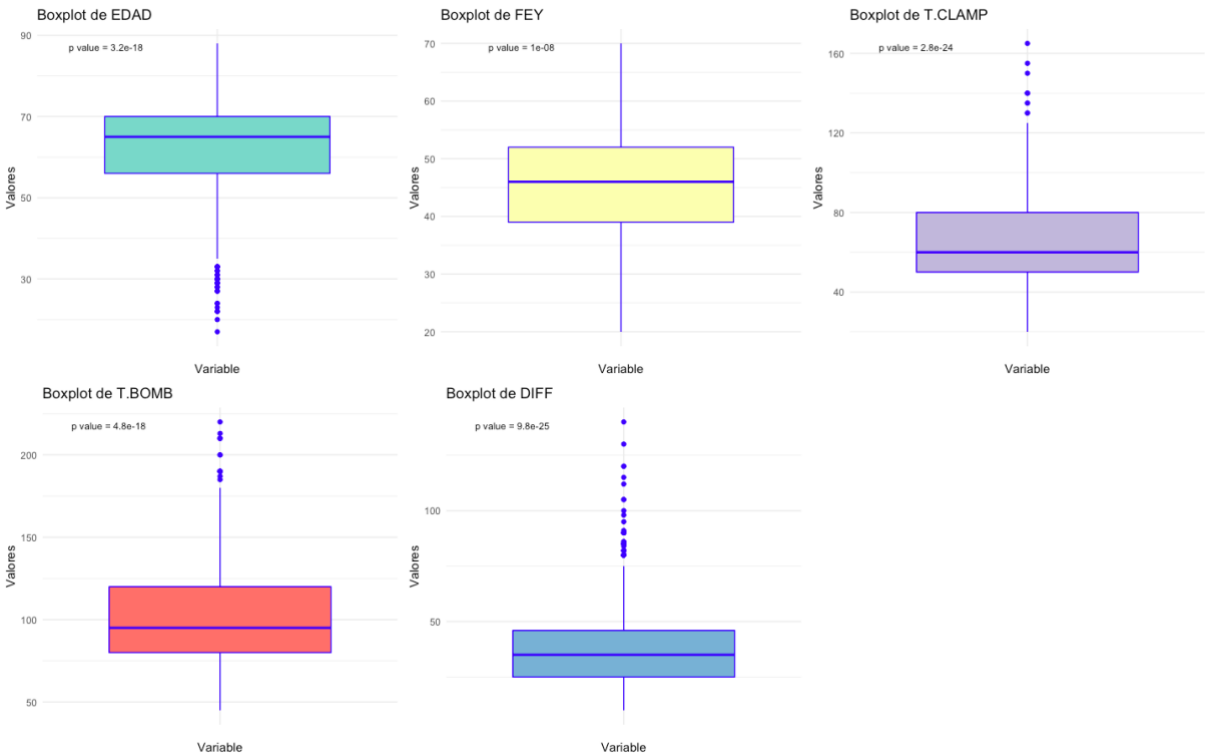 Boxplot de EDAD
p value = 3.2e-18
90
70
50
30
Valores
Variable
Boxplot de FEY
p value = 1e-08
70
60
50
40
30
20
Valores
Variable
Boxplot de T.CLAMP
p value = 2.8e-24
160
120
80
40
Valores
Variable
Boxplot de T.BOMB
p value = 4.8e-18
200
150
100
50
Valores
Variable
Boxplot de DIFF
p value = 9.8e-25
100
50
Valores
Variable